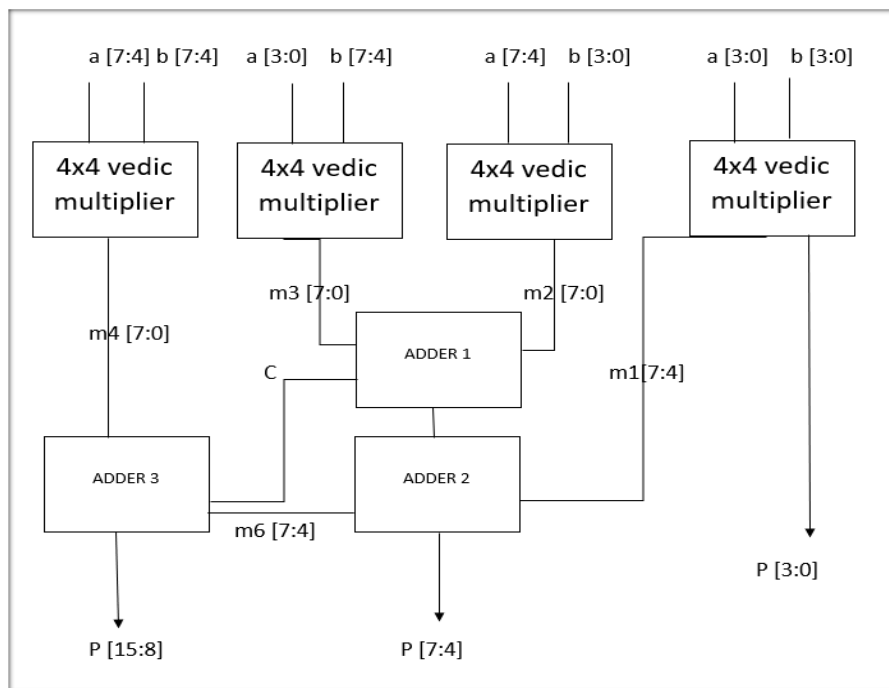 a [7:4] b [7:4] a [3:0] b [7:4] a [7:4] b [3:0] a [3:0] b [3:0]
4x4 vedic
multiplier
4x4 vedic
multiplier
4x4 vedic
multiplier
4x4 vedic
multiplier
m3 [7:0]
m2 [7:0]
m4 [7:0]
ADDER 1
C
m1[7:4]
ADDER 3
ADDER 2
m6 [7:4]
P [3:0]
P [15:8]
P [7:4]